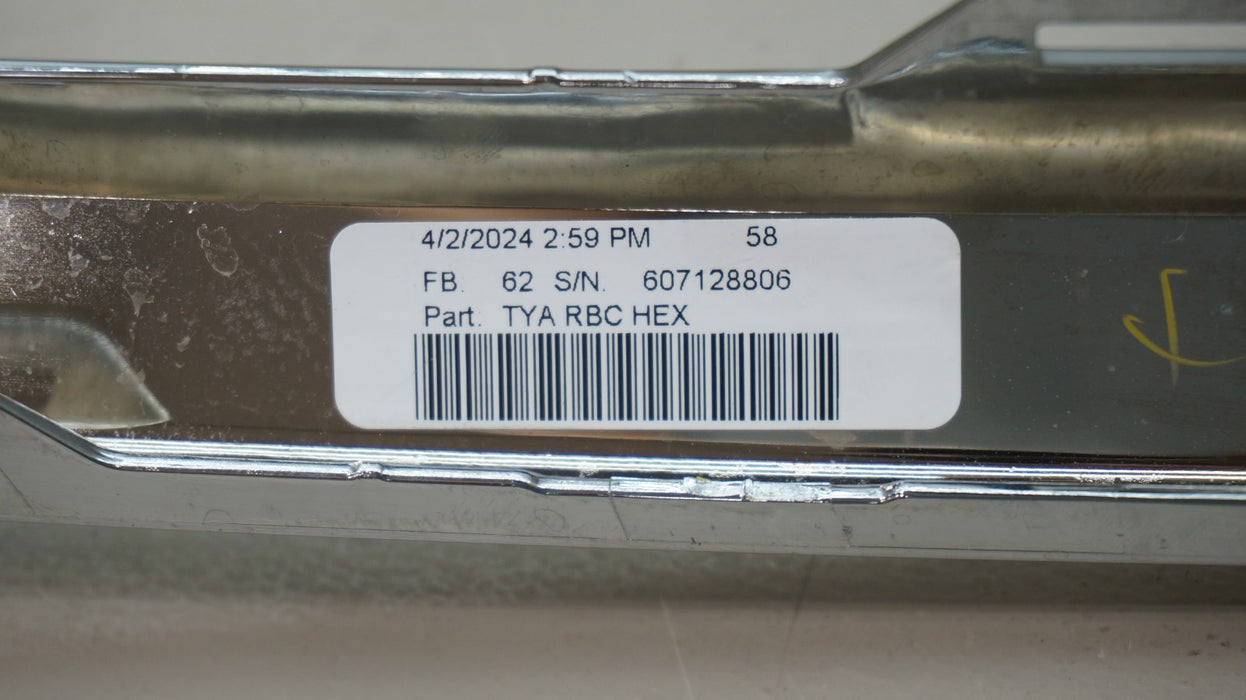 4/2/2024 2:59 PM 58
FB. 62 S/N. 607128806
Part. TYA RBC HEX